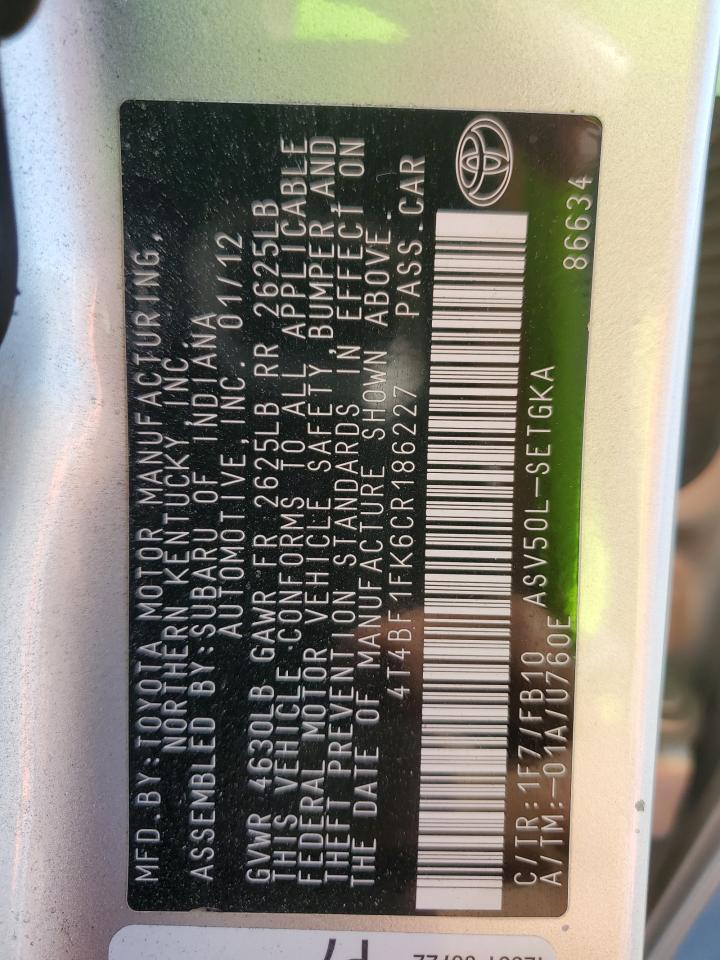 MFD.BY:TOYOTA MOTOR MANUFACTURING,
NORTHERN KENTUCKY INC.
ASSEMBLED BY:SUBARU OF INDIANA
AUTOMOTIVE,INC. 01/12
GVWR 4630LB GAWR FR 2625LB RR 2625LB
THIS VEHICLE CONFORMS TO ALL APPLICABLE
FEDERAL MOTOR VEHICLE SAFETY, BUMPER,AND
THEFT PREVENTION STANDARDS IN EFFECT ON
THE DATE OF MANUFACTURE SHOWN ABOVE.
4T4BF1FK6CR186227 PASS.CAR
C/TR:1F7/FB10 ASV50L-SETGKA
A/TM:-01A/U760E 86634